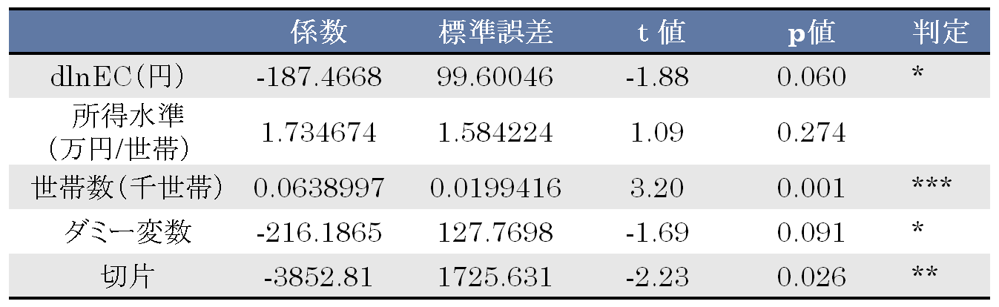 係数 標準誤差 t 値 p値 判定
dlnEC(円) -187.4668 99.60046 -1.88 0.060 *
所得水準
(万円/世帯) 1.734674 1.584224 1.09 0.274
世帯数(千世帯) 0.0638997 0.0199416 3.20 0.001 ***
ダミー変数 -216.1865 127.7698 -1.69 0.091 *
切片 -3852.81 1725.631 -2.23 0.026 **